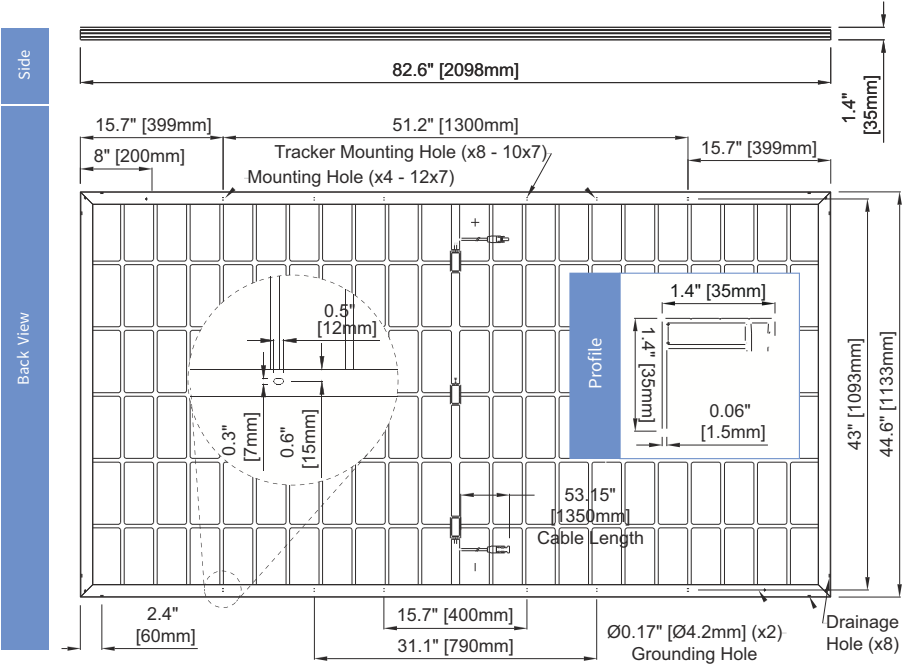 Side
82.6" [2098mm]
1.4"
[35mm]
Back View
15.7" [399mm]
51.2" [1300mm]
15.7" [399mm]
8" [200mm]
Tracker Mounting Hole (x8 - 10x7)
Mounting Hole (x4 - 12x7)
+
0.5"
[12mm]
0.3"
[7mm]
0.6"
[15mm]
Profile
1.4" [35mm]
1.4" [35mm]
0.06"
[1.5mm]
43" [1093mm]
44.6" [1133mm]
53.15"
[1350mm]
Cable Length
–
2.4"
[60mm]
15.7" [400mm]
31.1" [790mm]
Ø0.17" [Ø4.2mm] (x2)
Grounding Hole
Drainage
Hole (x8)